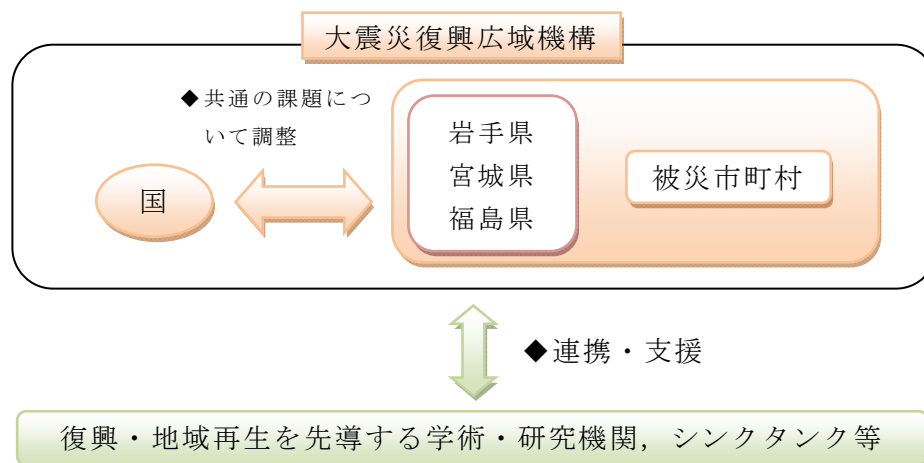 大震災復興広域機構
◆共通の課題につ
いて調整
国
岩手県
宮城県
福島県
被災市町村
◆連携・支援
復興・地域再生を先導する学術・研究機関，シンクタンク等